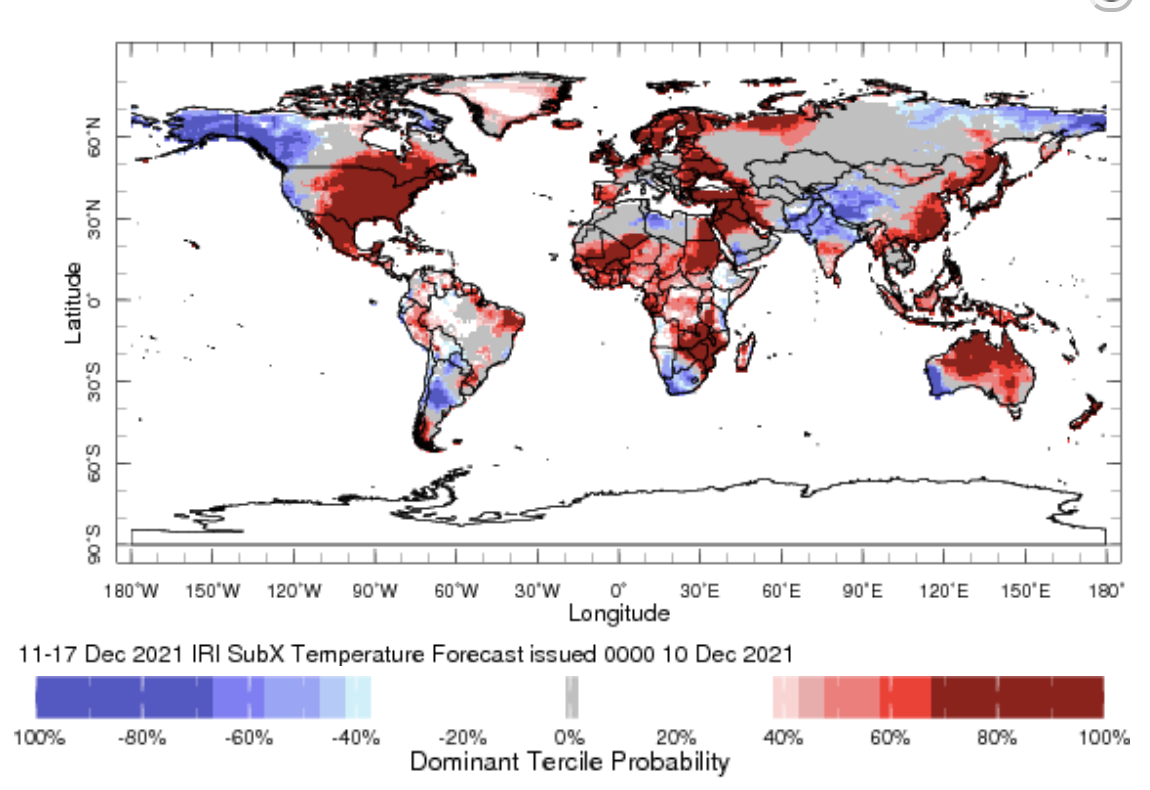 60°N
30°N
0°
30°S
60°S
90°S
Latitude
180°W 150°W 120°W 90°W 60°W 30°W 0° 30°E 60°E 90°E 120°E 150°E 180°
Longitude
11-17 Dec 2021 IRI SubX Temperature Forecast issued 0000 10 Dec 2021
100% -80% -60% -40% -20% 0% 20% 40% 60% 80% 100%
Dominant Tercile Probability